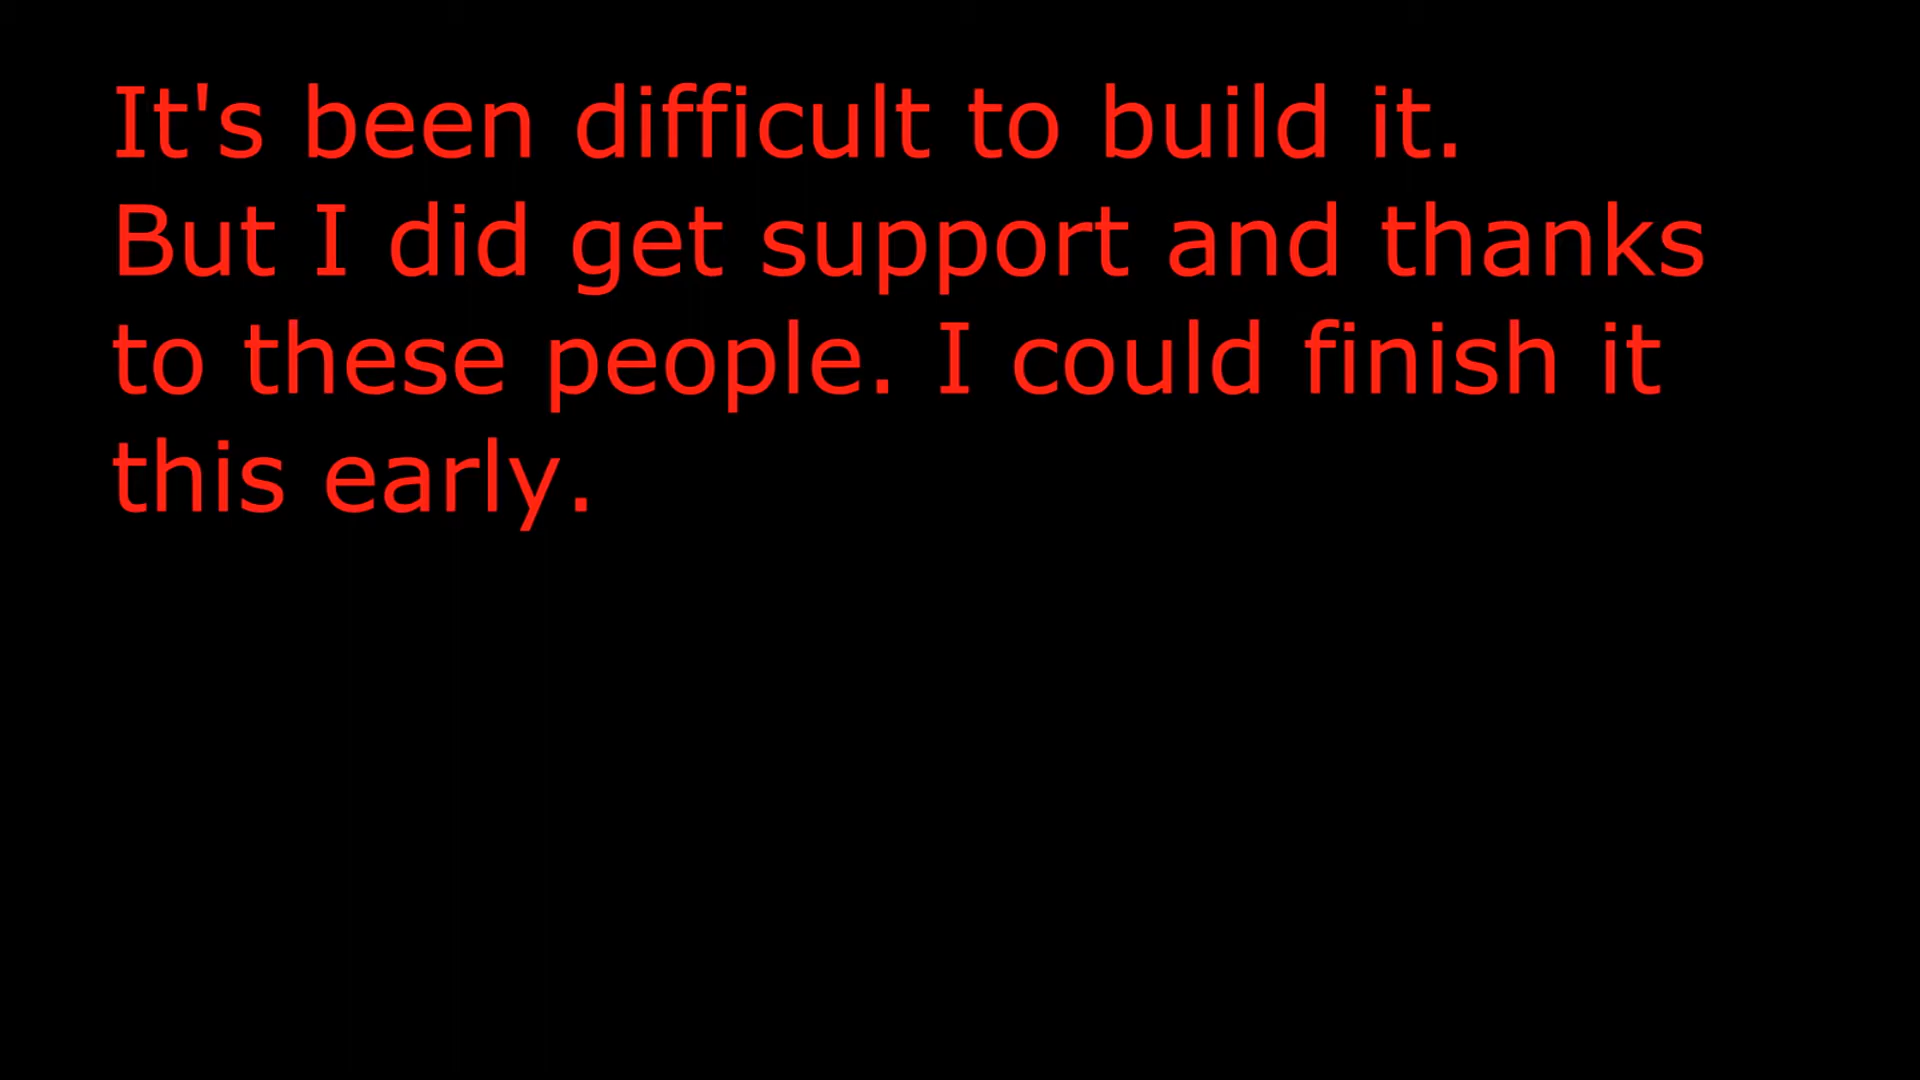 It's been difficult to build it.
But I did get support and thanks
to these people. I could finish it
this early.